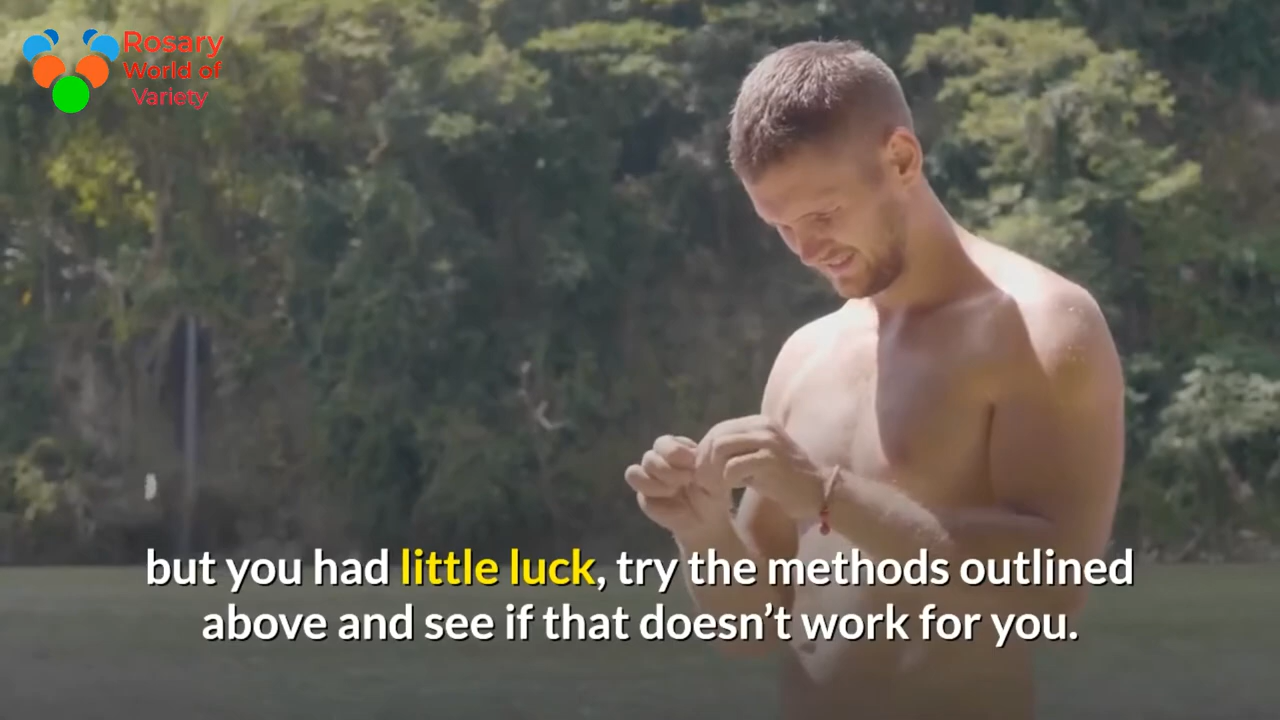 Rosary
World of
Variety
but you had little luck, try the methods outlined
above and see if that doesn’t work for you.